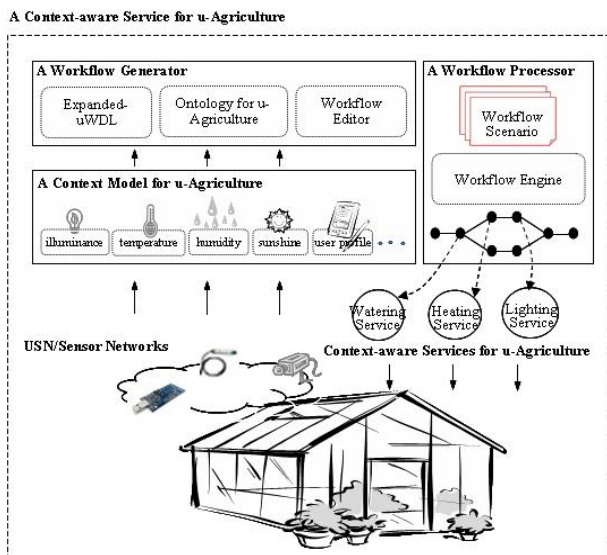 A Context-aware Service for u-Agriculture
A Workflow Generator
Expanded-
uWDL
Ontology for u-
Agriculture
Workflow
Editor
A Workflow Processor
Workflow
Scenario
Workflow Engine
A Context Model for u-Agriculture
illuminance
temperature
humidity
sunshine
user profile
Watering
Service
Heating
Service
Lighting
Service
USN/Sensor Networks
Context-aware Services for u-Agriculture